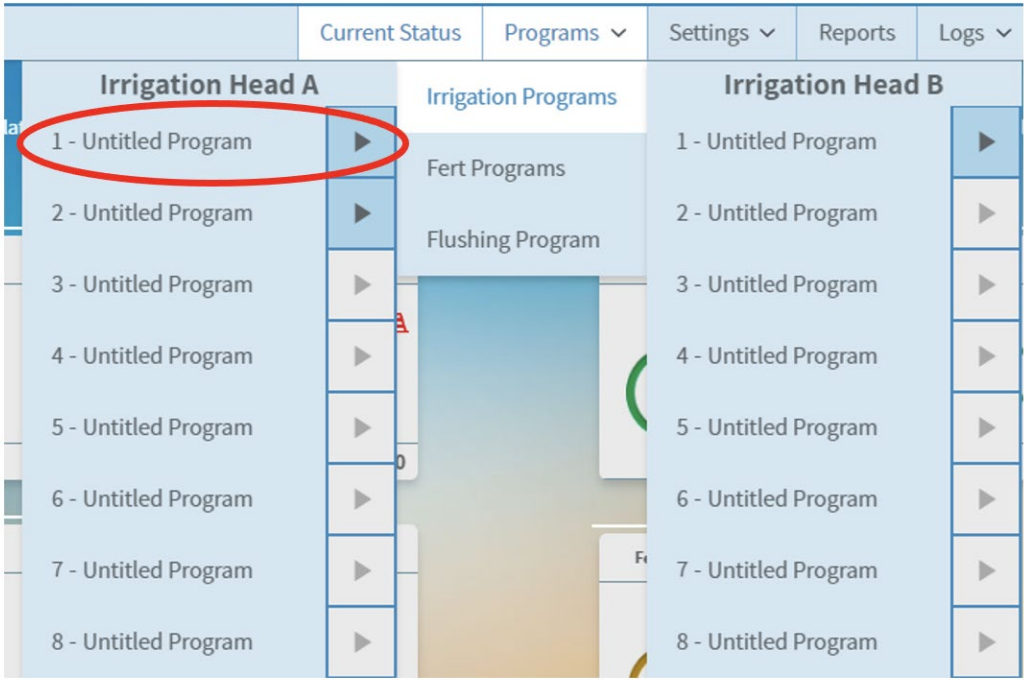 Current Status Programs Settings Reports Logs
Irrigation Head A
1 - Untitled Program
2 - Untitled Program
3 - Untitled Program
4 - Untitled Program
5 - Untitled Program
6 - Untitled Program
7 - Untitled Program
8 - Untitled Program
Irrigation Programs
Fert Programs
Flushing Program
0
Irrigation Head B
1 - Untitled Program
2 - Untitled Program
3 - Untitled Program
4 - Untitled Program
5 - Untitled Program
6 - Untitled Program
7 - Untitled Program
8 - Untitled Program